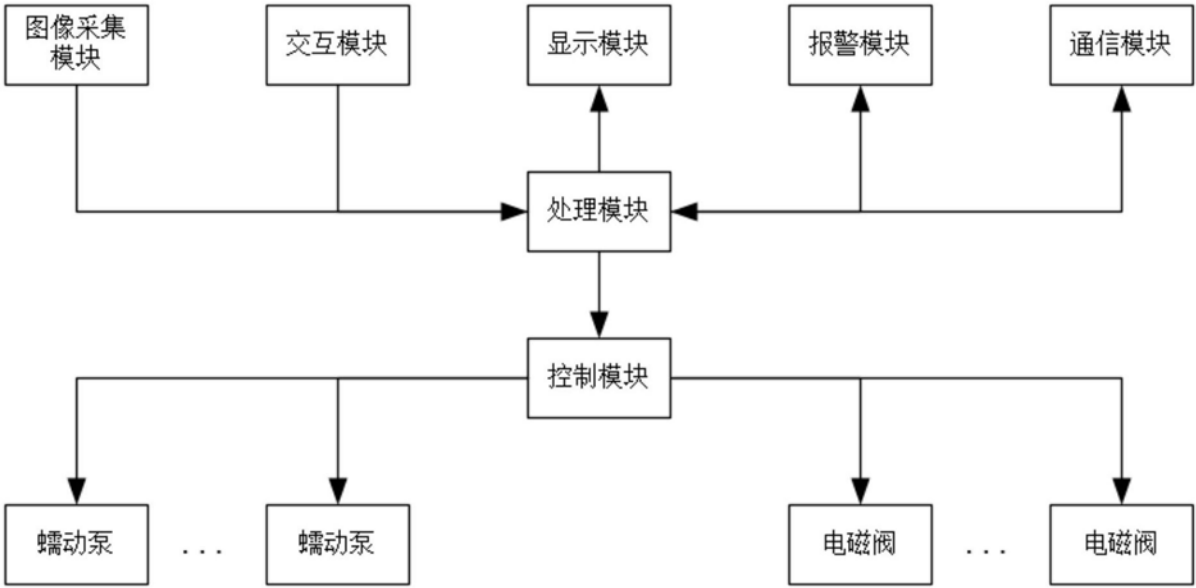 图像采集
模块
交互模块
显示模块
报警模块
通信模块
处理模块
控制模块
蠕动泵
...
蠕动泵
电磁阀
...
电磁阀